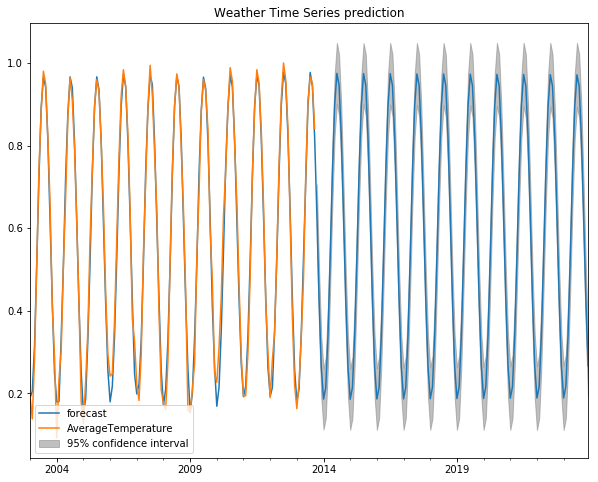 Weather Time Series prediction
1.0
0.8
0.6
0.4
0.2
forecast
AverageTemperature
95% confidence interval
2004 2009 2014 2019